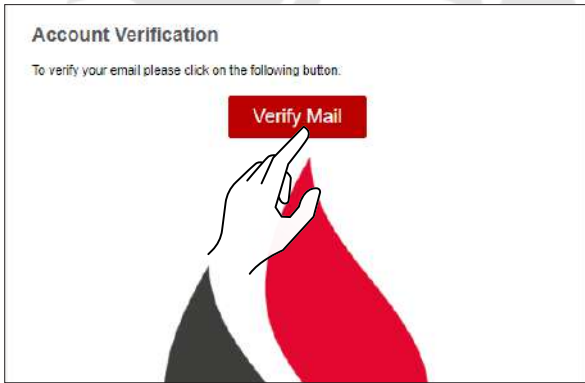 Account Verification
To verify your email please click on the following button.
Verify Mail